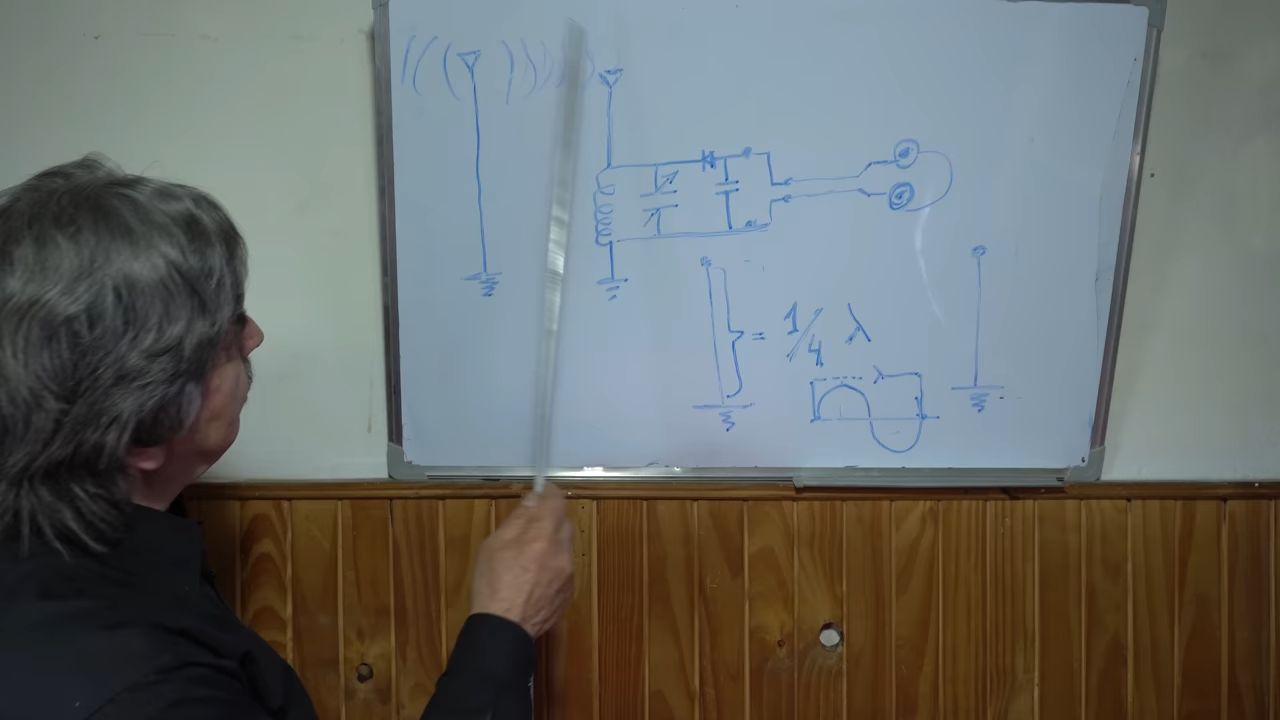 = 1/4 λ